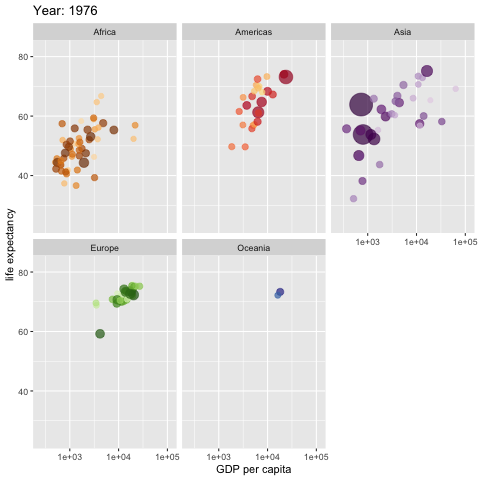 Year: 1976
Africa
Americas
Asia
80
60
40
1e+03 1e+04 1e+05
life expectancy
Europe
Oceania
80
60
40
1e+03 1e+04 1e+05
1e+03 1e+04 1e+05
GDP per capita